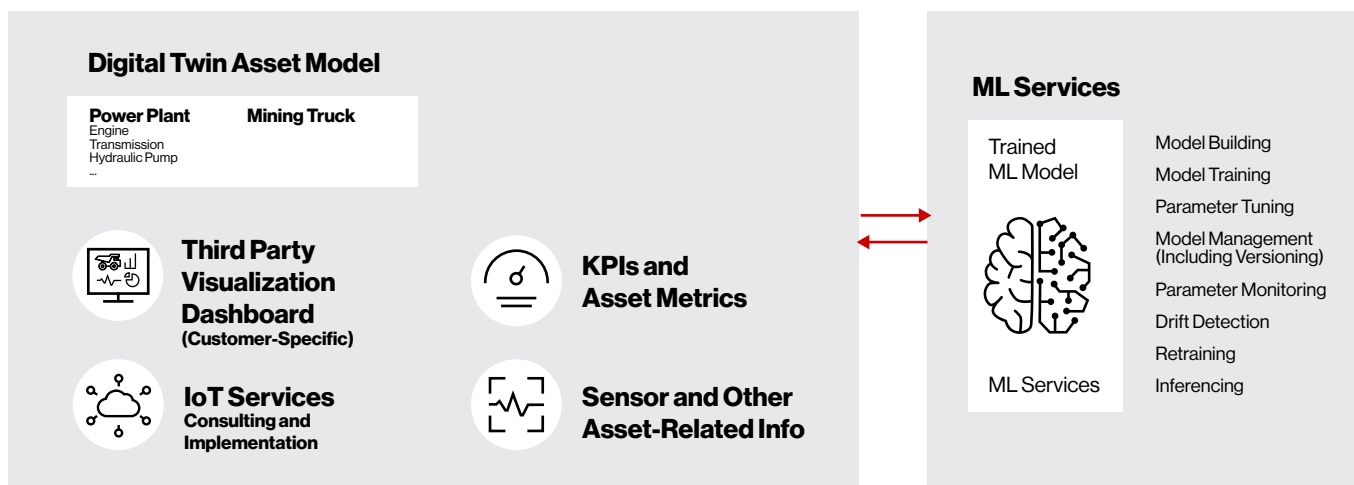 Digital Twin Asset Model
Power Plant
Engine
Transmission
Hydraulic Pump
...
Mining Truck
Third Party
Visualization
Dashboard
(Customer-Specific)
KPIs and
Asset Metrics
IoT Services
Consulting and
Implementation
Sensor and Other
Asset-Related Info
ML Services
Trained
ML Model
ML Services
Model Building
Model Training
Parameter Tuning
Model Management
(Including Versioning)
Parameter Monitoring
Drift Detection
Retraining
Inferencing